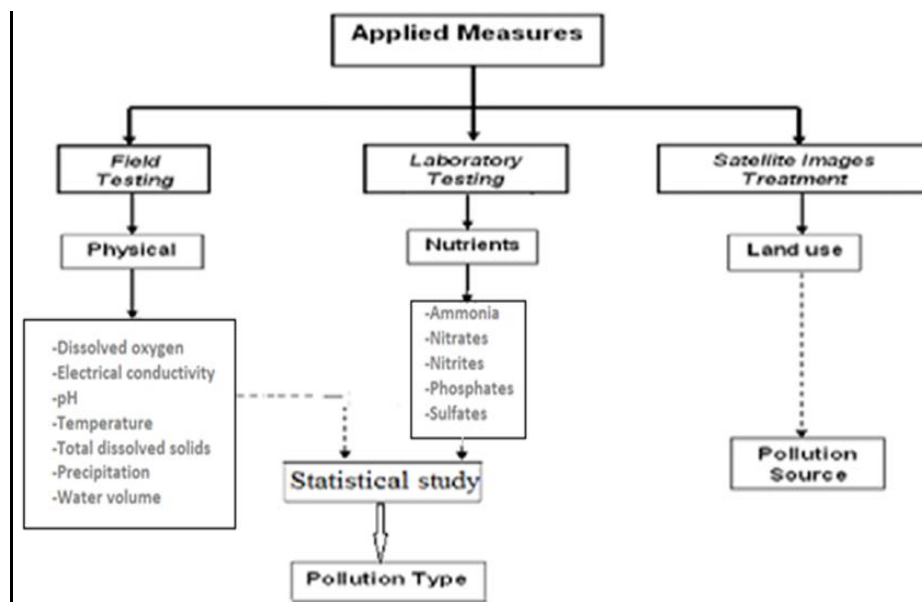 Applied Measures
Field
Testing
Laboratory
Testing
Satellite Images
Treatment
Physical
Nutrients
Land use
-Dissolved oxygen
-Electrical conductivity
-pH
-Temperature
-Total dissolved solids
-Precipitation
-Water volume
-Ammonia
-Nitrates
-Nitrites
-Phosphates
-Sulfates
Pollution
Source
Statistical study
Pollution Type